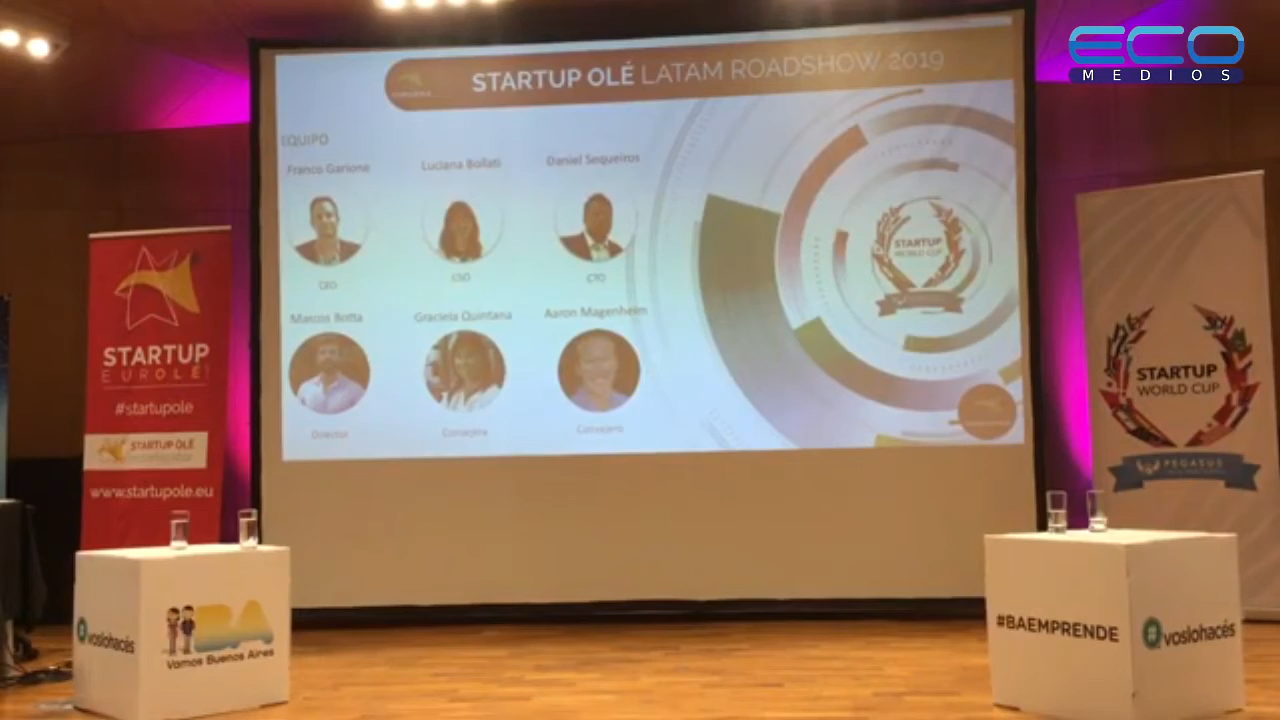 ECO
MEDIOS
STARTUP OLÉ LATAM ROADSHOW 2019
EQUIPO
Franco Garione
Luciana Bollati
Daniel Sequeiros
CEO
CTO
Marcos Botta
Graciela Quintana
Aaron Magenheim
Director
Consejera
Consejero
STARTUP
WORLD CUP
STARTUP
EUROLE!
#startupole
STARTUP OLÉ
www.startupole.eu
STARTUP
WORLD CUP
PEGASUS
#voslohacés
BA
Vamos Buenos Aires
#BAEMPRENDE
#voslohacés